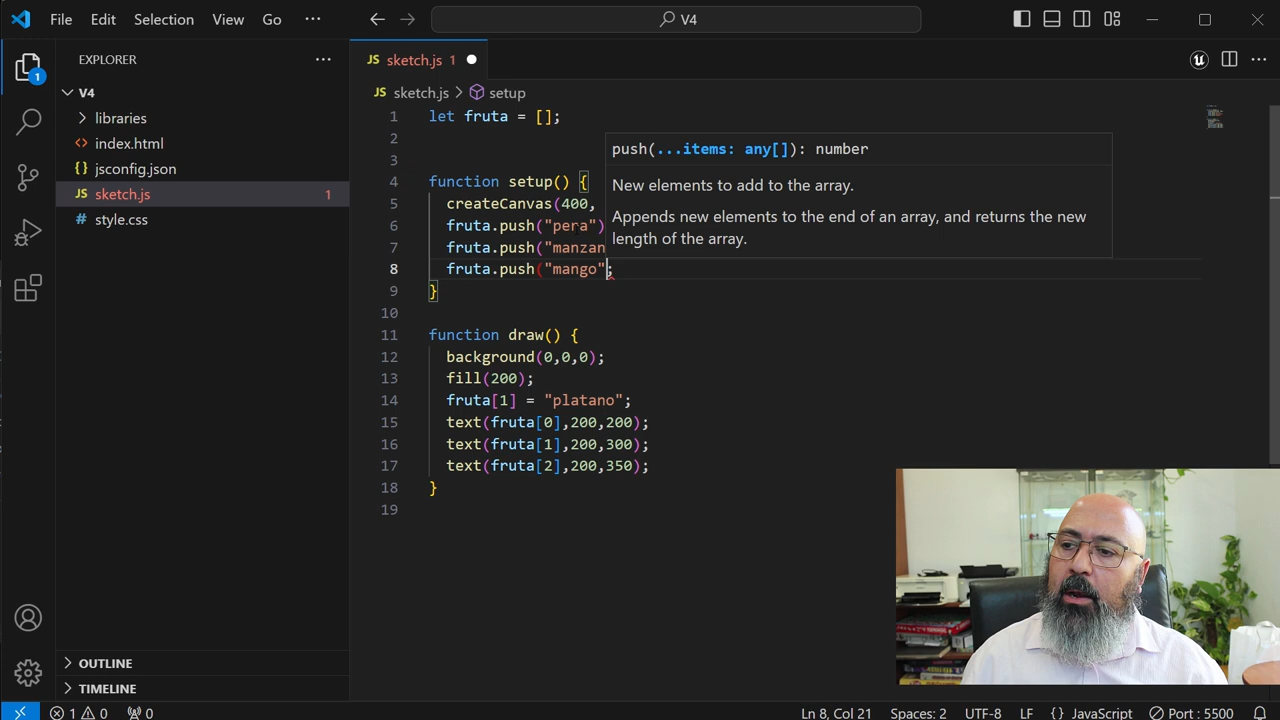 File Edit Selection View Go ··· V4
EXPLORER ···
V4
libraries
index.html
jsconfig.json
sketch.js 1
style.css
OUTLINE
TIMELINE
1
JS sketch.js 1
JS sketch.js > setup
1 let fruta = [];
2
3
4 function setup() {
5 createCanvas(400,
6 fruta.push("pera")
7 fruta.push("manzan
8 fruta.push("mango";
9 }
10
11 function draw() {
12 background(0,0,0);
13 fill(200);
14 fruta[1] = "platano";
15 text(fruta[0],200,200);
16 text(fruta[1],200,300);
17 text(fruta[2],200,350);
18 }
19
push(...items: any[]): number
New elements to add to the array.
Appends new elements to the end of an array, and returns the new
length of the array.
1 0 0 Ln 8, Col 21 Spaces: 2 UTF-8 LF {} JavaScript Port : 5500